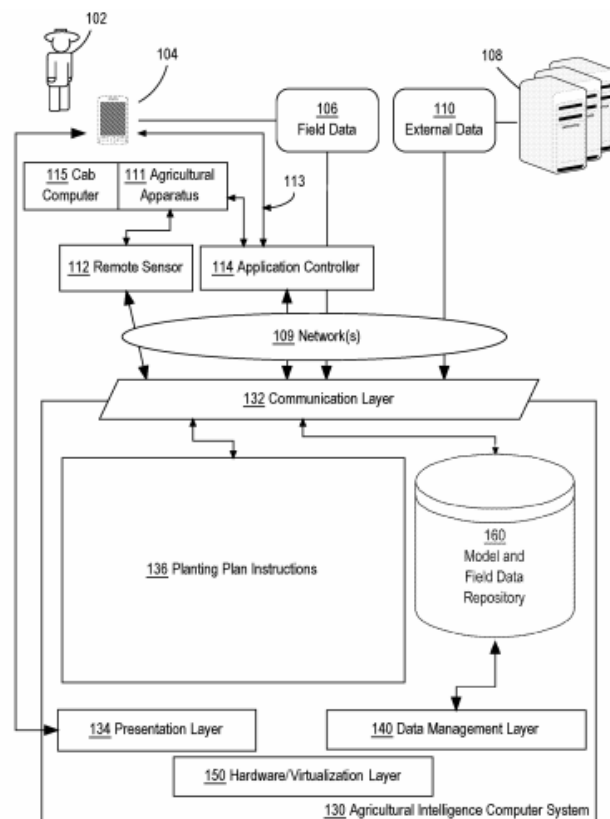 102
104
108
106
Field Data
110
External Data
115 Cab
Computer
111 Agricultural
Apparatus
113
112 Remote Sensor
114 Application Controller
109 Network(s)
132 Communication Layer
136 Planting Plan Instructions
160
Model and
Field Data
Repository
134 Presentation Layer
140 Data Management Layer
150 Hardware/Virtualization Layer
130 Agricultural Intelligence Computer System